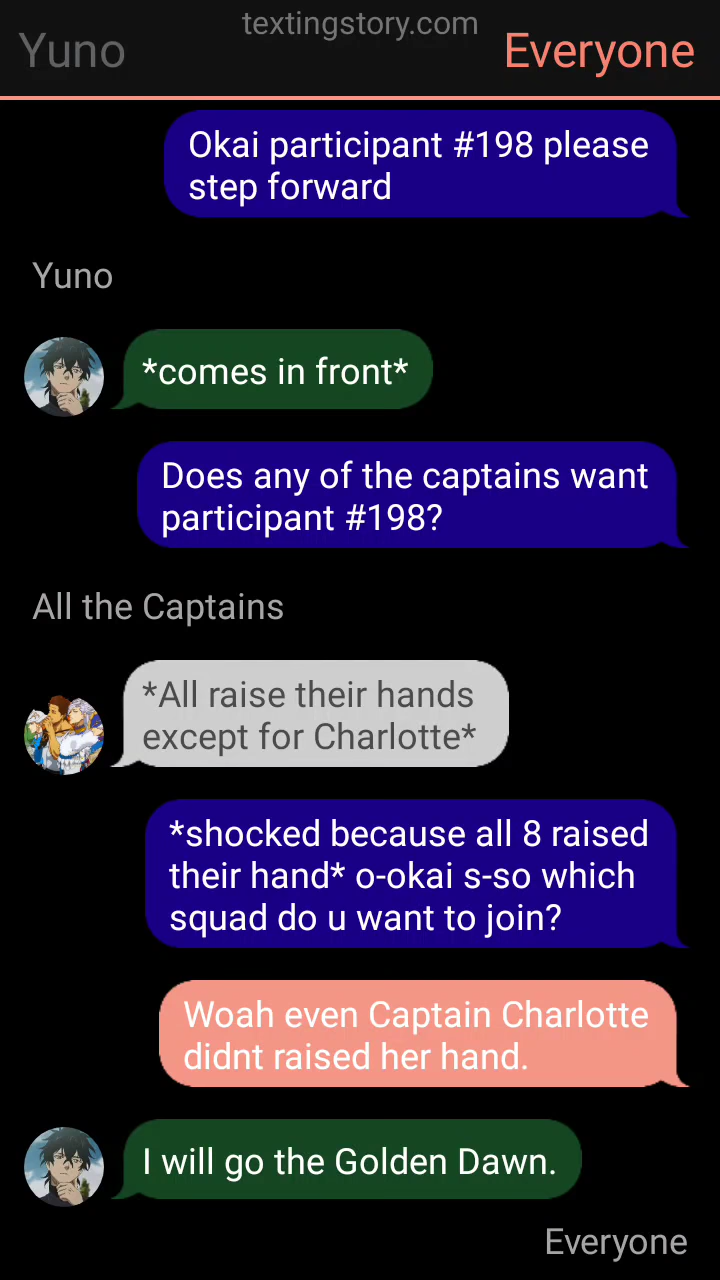 textingstory.com
Yuno
Everyone
Okai participant #198 please
step forward
Yuno
*comes in front*
Does any of the captains want
participant #198?
All the Captains
*All raise their hands
except for Charlotte*
*shocked because all 8 raised
their hand* o-okai s-so which
squad do u want to join?
Woah even Captain Charlotte
didnt raised her hand.
I will go the Golden Dawn.
Everyone